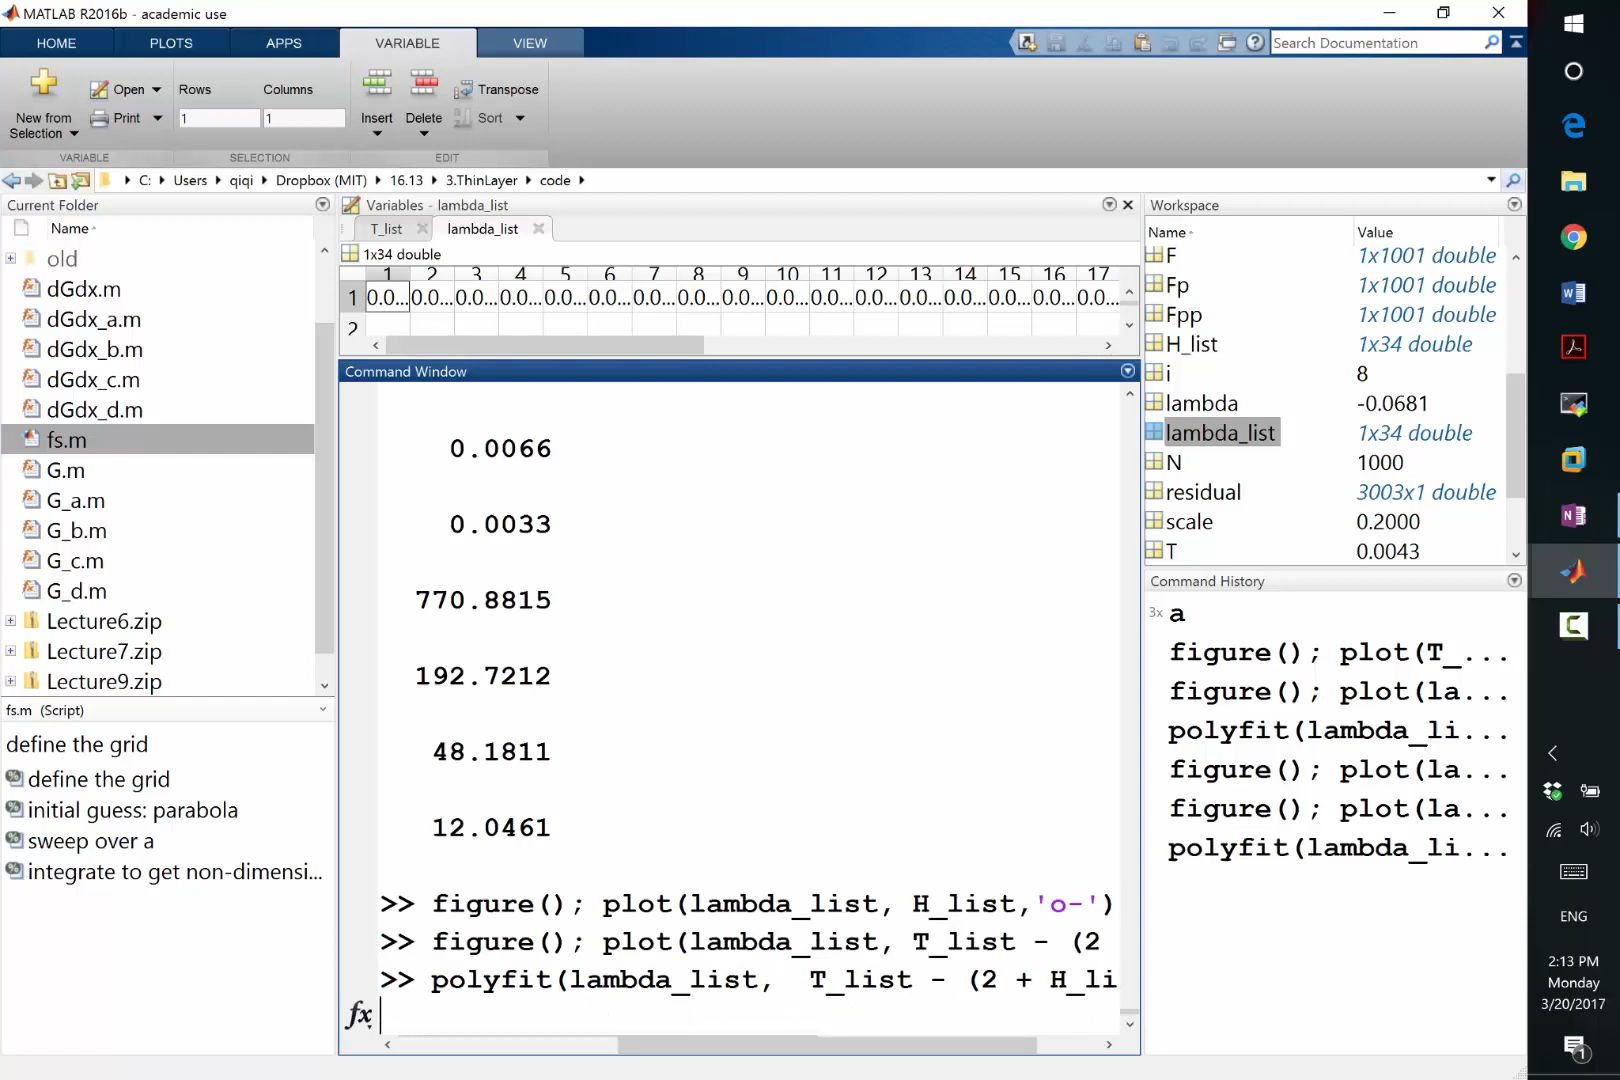 MATLAB R2016b - academic use
HOME PLOTS APPS VARIABLE VIEW
Search Documentation
New from Selection
Open
Print
Rows Columns
1 1
Insert
Delete
Transpose
Sort
VARIABLE SELECTION EDIT
C: Users qiqi Dropbox (MIT) 16.13 3.ThinLayer code
Current Folder
Name
old
dGdx.m
dGdx_a.m
dGdx_b.m
dGdx_c.m
dGdx_d.m
fs.m
G.m
G_a.m
G_b.m
G_c.m
G_d.m
Lecture6.zip
Lecture7.zip
Lecture9.zip
fs.m (Script)
define the grid
define the grid
initial guess: parabola
sweep over a
integrate to get non-dimensi...
Variables - lambda_list
T_list lambda_list
1x34 double
1 2 3 4 5 6 7 8 9 10 11 12 13 14 15 16 17
1 0.0... 0.0... 0.0... 0.0... 0.0... 0.0... 0.0... 0.0... 0.0... 0.0... 0.0... 0.0... 0.0... 0.0... 0.0... 0.0... 0.0...
2
Command Window
0.0066
0.0033
770.8815
192.7212
48.1811
12.0461
>> figure(); plot(lambda_list, H_list,'o-')
>> figure(); plot(lambda_list, T_list - (2
>> polyfit(lambda_list, T_list - (2 + H_li
fx
Workspace
Name Value
F 1x1001 double
Fp 1x1001 double
Fpp 1x1001 double
H_list 1x34 double
i 8
lambda -0.0681
lambda_list 1x34 double
N 1000
residual 3003x1 double
scale 0.2000
T 0.0043
Command History
3x a
figure(); plot(T_...
figure(); plot(la...
polyfit(lambda_li...
figure(); plot(la...
figure(); plot(la...
polyfit(lambda_li...
ENG
2:13 PM
Monday
3/20/2017
1